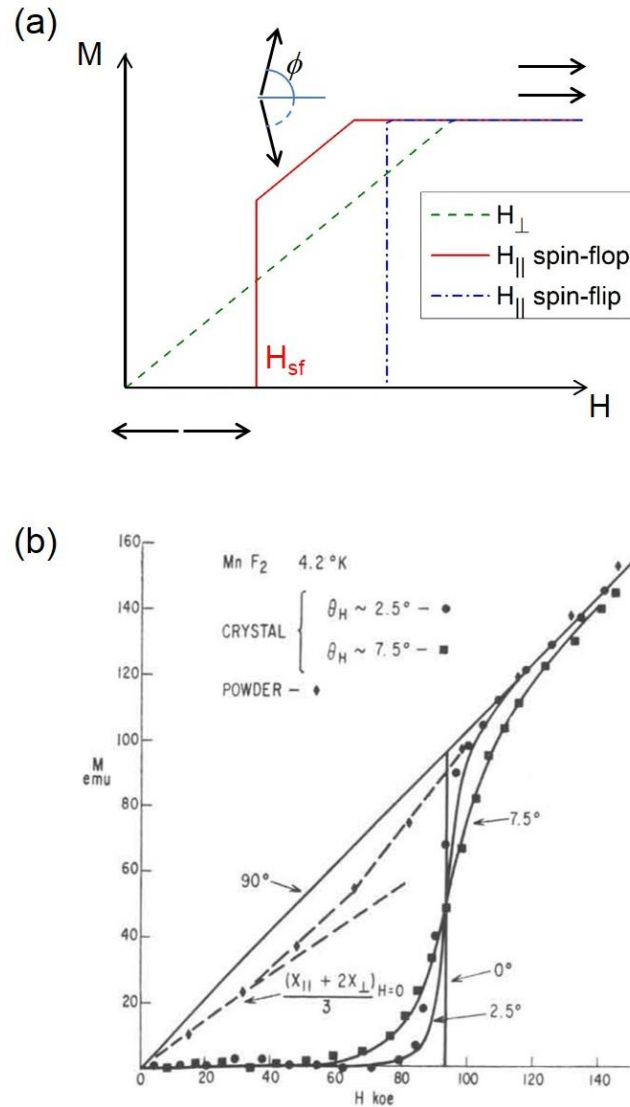 (a)
M
ϕ
H⊥
H|| spin-flop
H|| spin-flip
Hsf
H
(b)
160
140
120
100
80
60
40
20
M
emu
Mn F2 4.2°K
CRYSTAL { θH ~ 2.5° - ●
θH ~ 7.5° - ■
POWDER - ♦
90°
7.5°
0°
2.5°
(X|| + 2X⊥)H=0
3
0 20 40 60 80 100 120 140
H koe